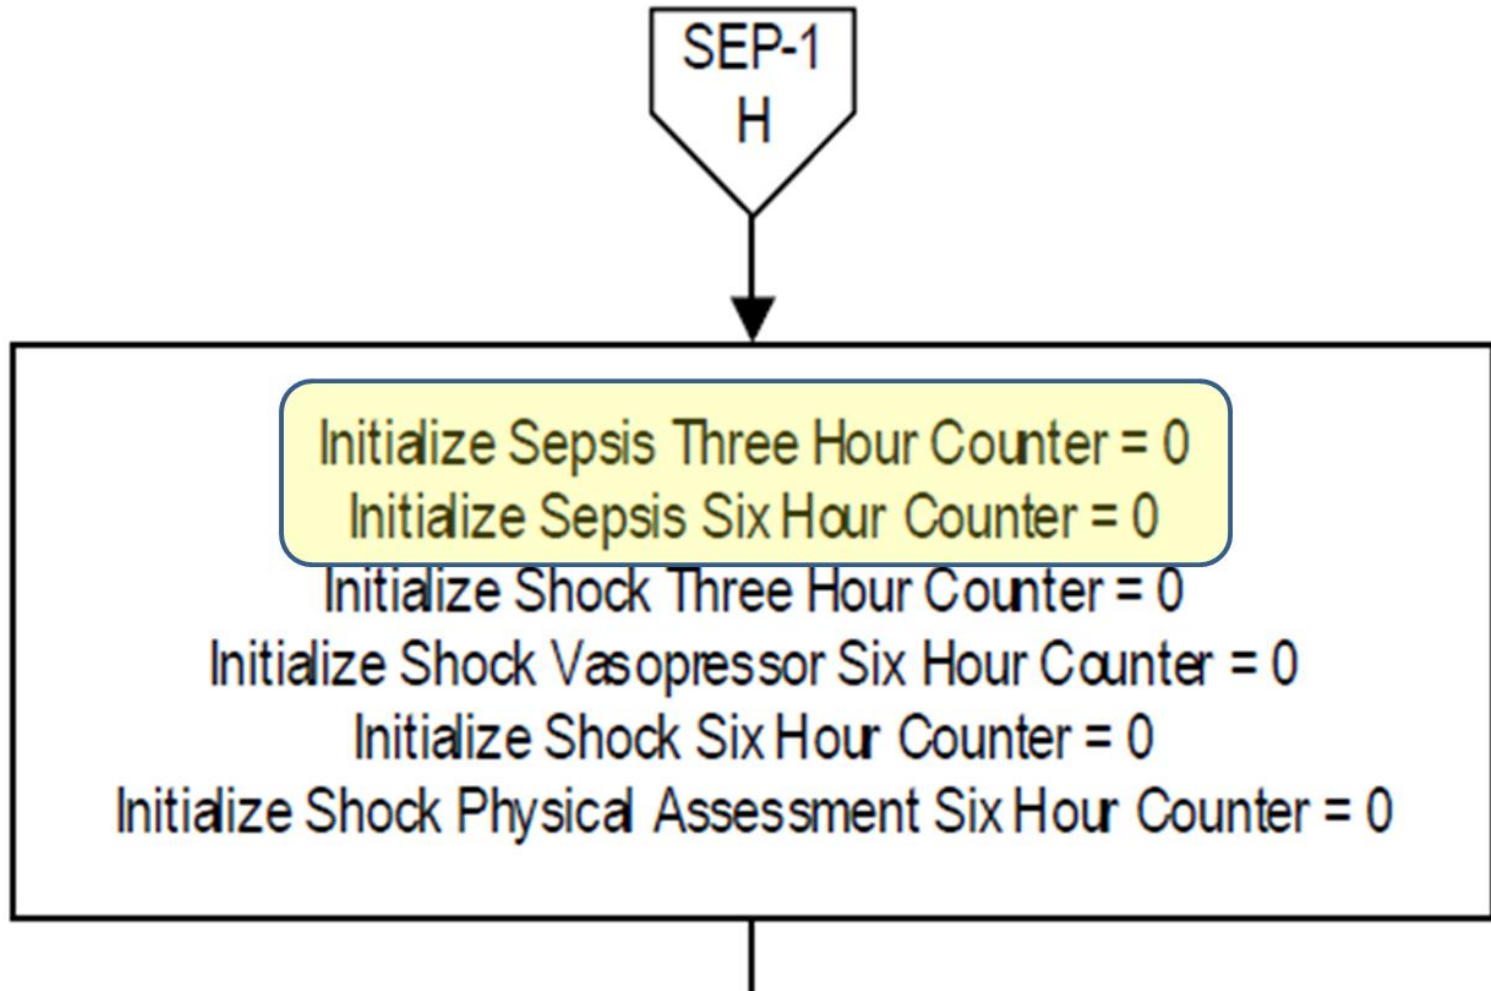 SEP-1
H
Initialize Sepsis Three Hour Counter = 0
Initialize Sepsis Six Hour Counter = 0
Initialize Shock Three Hour Counter = 0
Initialize Shock Vasopressor Six Hour Counter = 0
Initialize Shock Six Hour Counter = 0
Initialize Shock Physical Assessment Six Hour Counter = 0